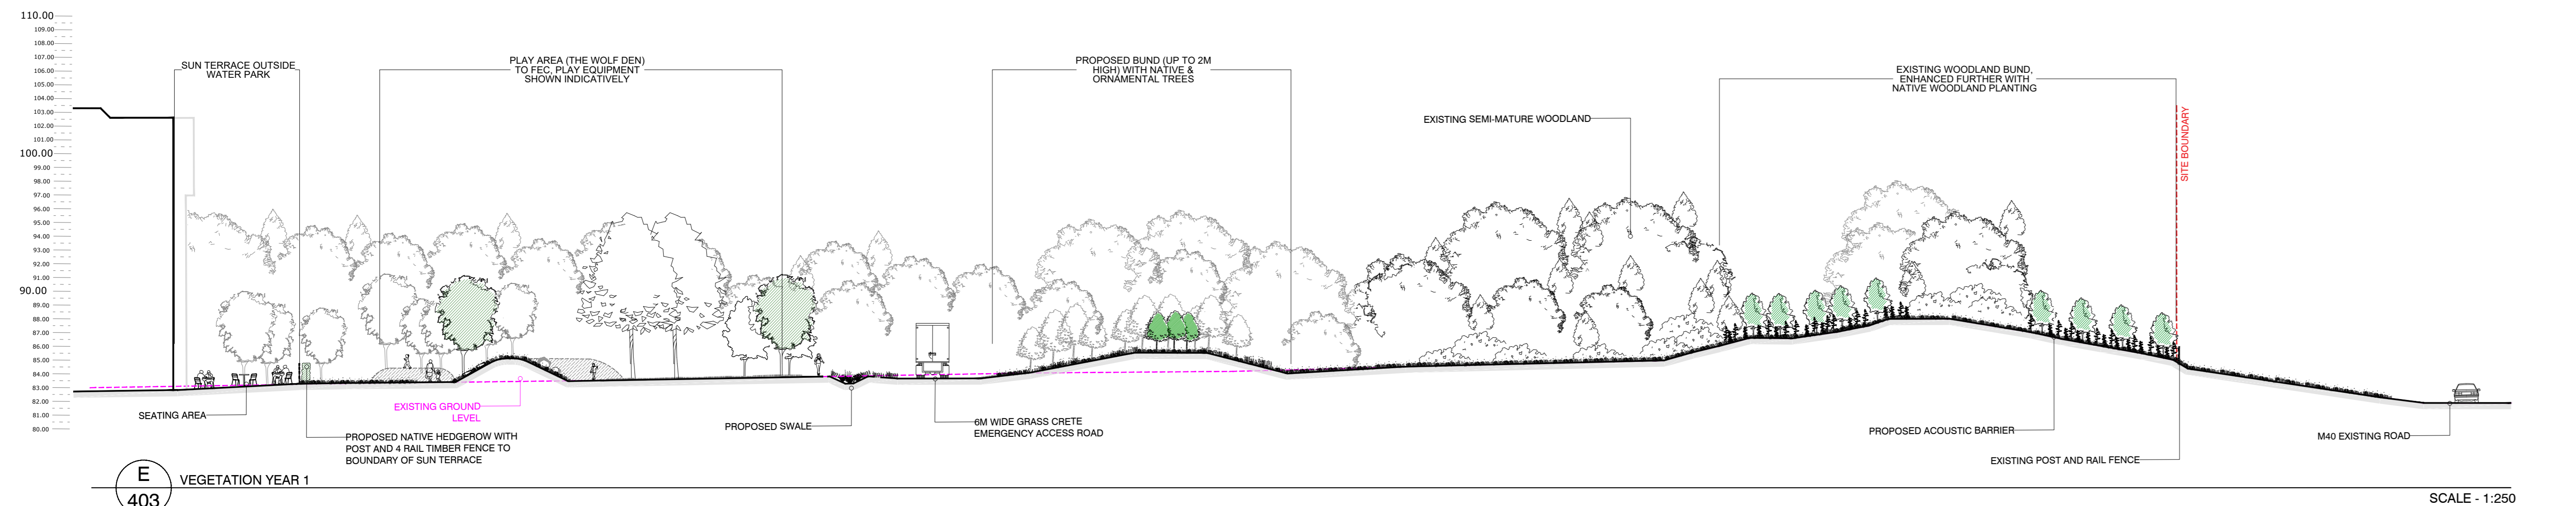 110.00
109.00
108.00
107.00
106.00
105.00
104.00
103.00
102.00
101.00
100.00
99.00
98.00
97.00
96.00
95.00
94.00
93.00
92.00
91.00
90.00
89.00
88.00
87.00
86.00
85.00
84.00
83.00
82.00
81.00
80.00
SUN TERRACE OUTSIDE
WATER PARK
PLAY AREA (THE WOLF DEN)
TO FEC, PLAY EQUIPMENT
SHOWN INDICATIVELY
PROPOSED BUND (UP TO 2M
HIGH) WITH NATIVE &
ORNAMENTAL TREES
EXISTING SEMI-MATURE WOODLAND
EXISTING WOODLAND BUND,
ENHANCED FURTHER WITH
NATIVE WOODLAND PLANTING
SITE BOUNDARY
SEATING AREA
EXISTING GROUND
LEVEL
PROPOSED NATIVE HEDGEROW WITH
POST AND 4 RAIL TIMBER FENCE TO
BOUNDARY OF SUN TERRACE
PROPOSED SWALE
6M WIDE GRASS CRETE
EMERGENCY ACCESS ROAD
PROPOSED ACOUSTIC BARRIER
EXISTING POST AND RAIL FENCE
M40 EXISTING ROAD
E
403
VEGETATION YEAR 1
SCALE - 1:250